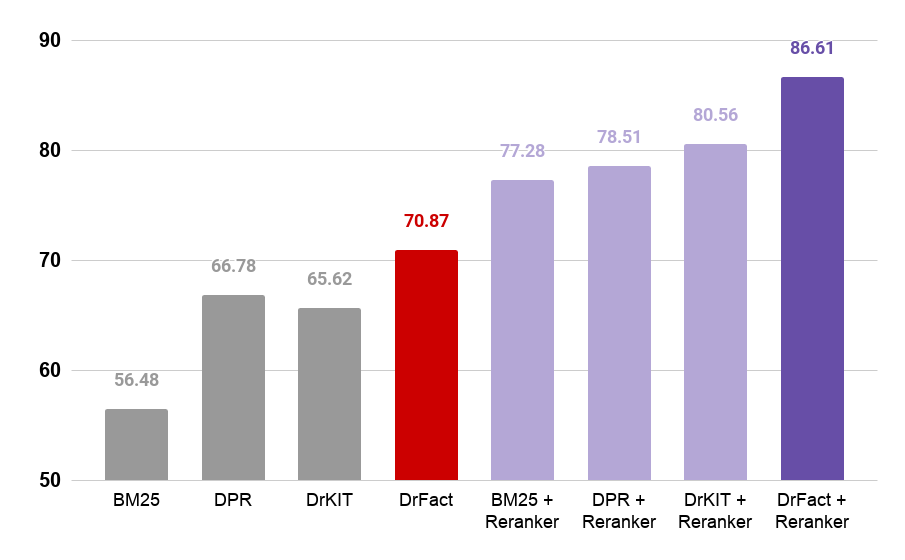 90
80
70
60
50
56.48
66.78
65.62
70.87
77.28
78.51
80.56
86.61
BM25
DPR
DrKIT
DrFact
BM25 +
Reranker
DPR +
Reranker
DrKIT +
Reranker
DrFact +
Reranker